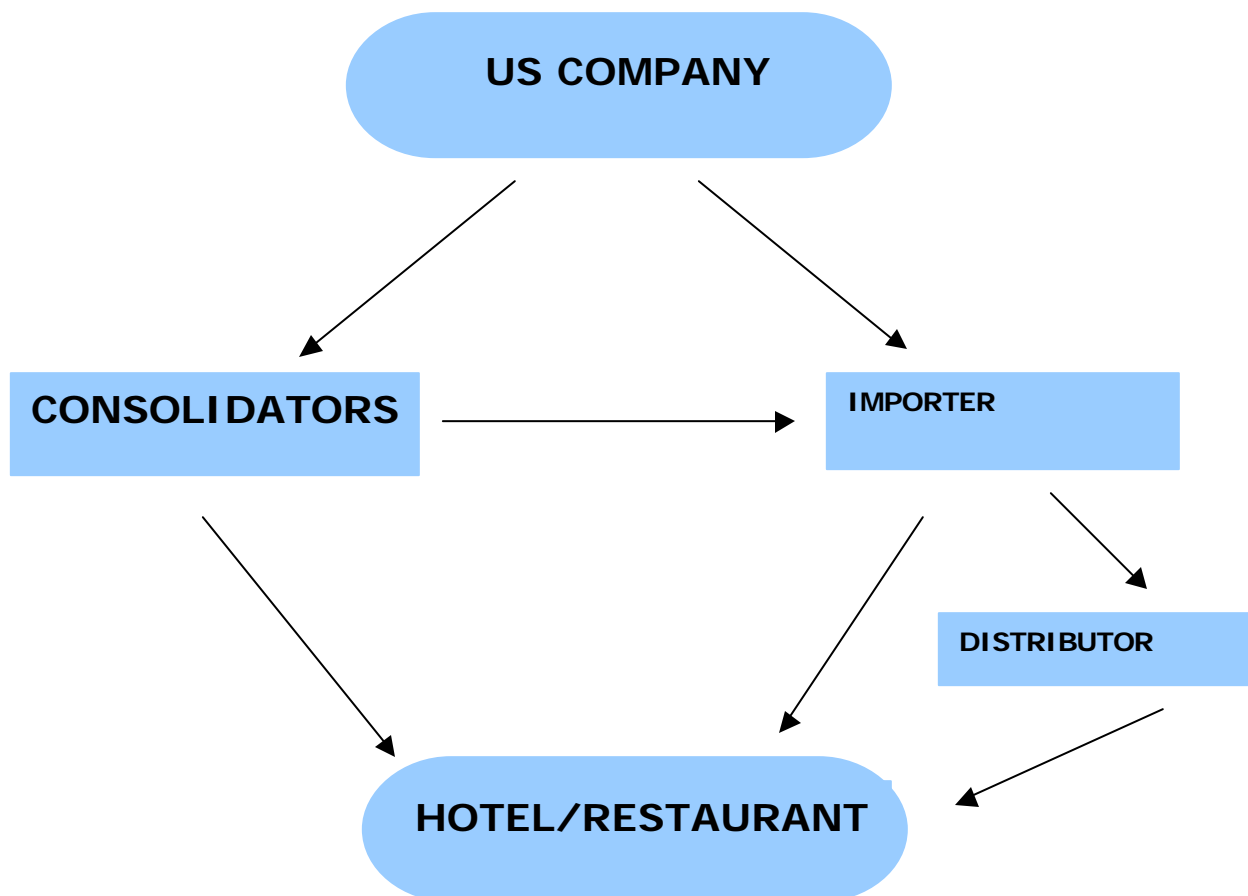 US COMPANY
CONSOLIDATORS
IMPORTER
DISTRIBUTOR
HOTEL/RESTAURANT